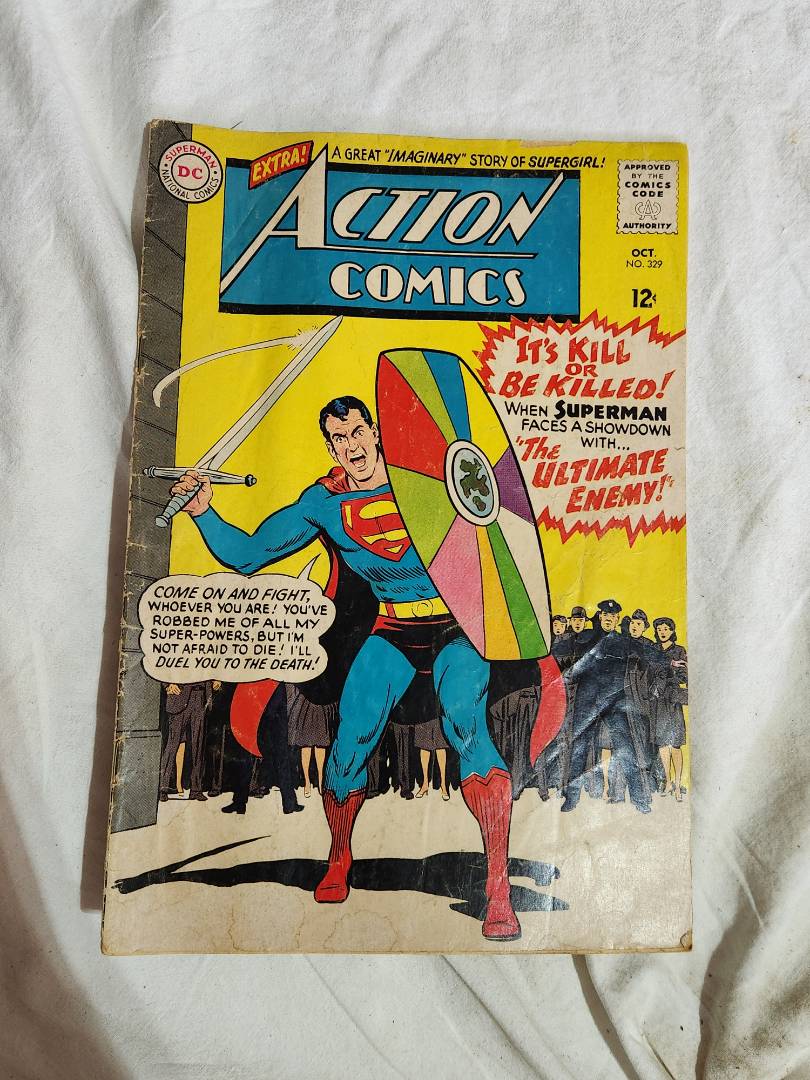 SUPERMAN
DC
NATIONAL COMICS
EXTRA!
A GREAT "IMAGINARY" STORY OF SUPERGIRL!
ACTION
COMICS
APPROVED
BY THE
COMICS
CODE
CA
AUTHORITY
OCT.
NO. 329
12¢
IT'S KILL
OR
BE KILLED!
WHEN SUPERMAN
FACES A SHOWDOWN
WITH...
"The
ULTIMATE
ENEMY!"
S
COME ON AND FIGHT,
WHOEVER YOU ARE! YOU'VE
ROBBED ME OF ALL MY
SUPER-POWERS, BUT I'M
NOT AFRAID TO DIE! I'LL
DUEL YOU TO THE DEATH!